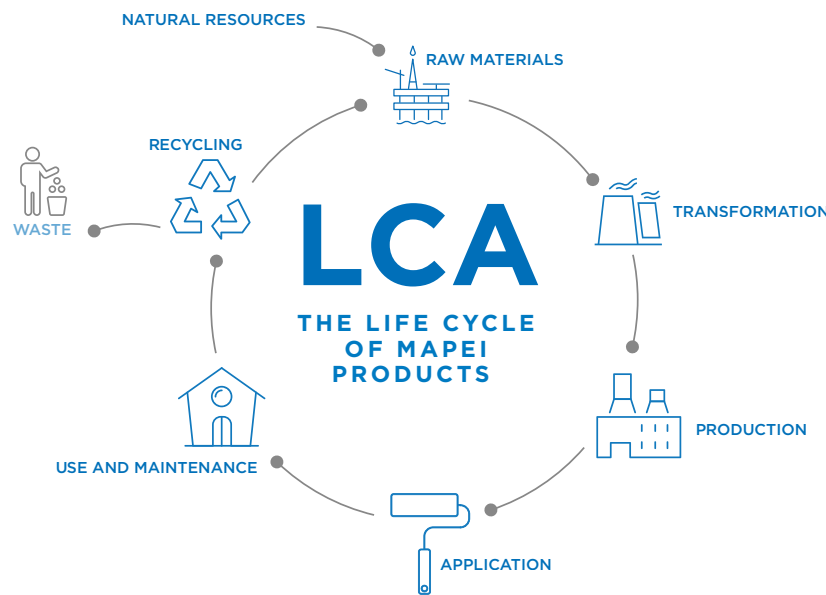 NATURAL RESOURCES
RAW MATERIALS
RECYCLING
WASTE
TRANSFORMATION
LCA
THE LIFE CYCLE
OF MAPEI
PRODUCTS
PRODUCTION
USE AND MAINTENANCE
APPLICATION